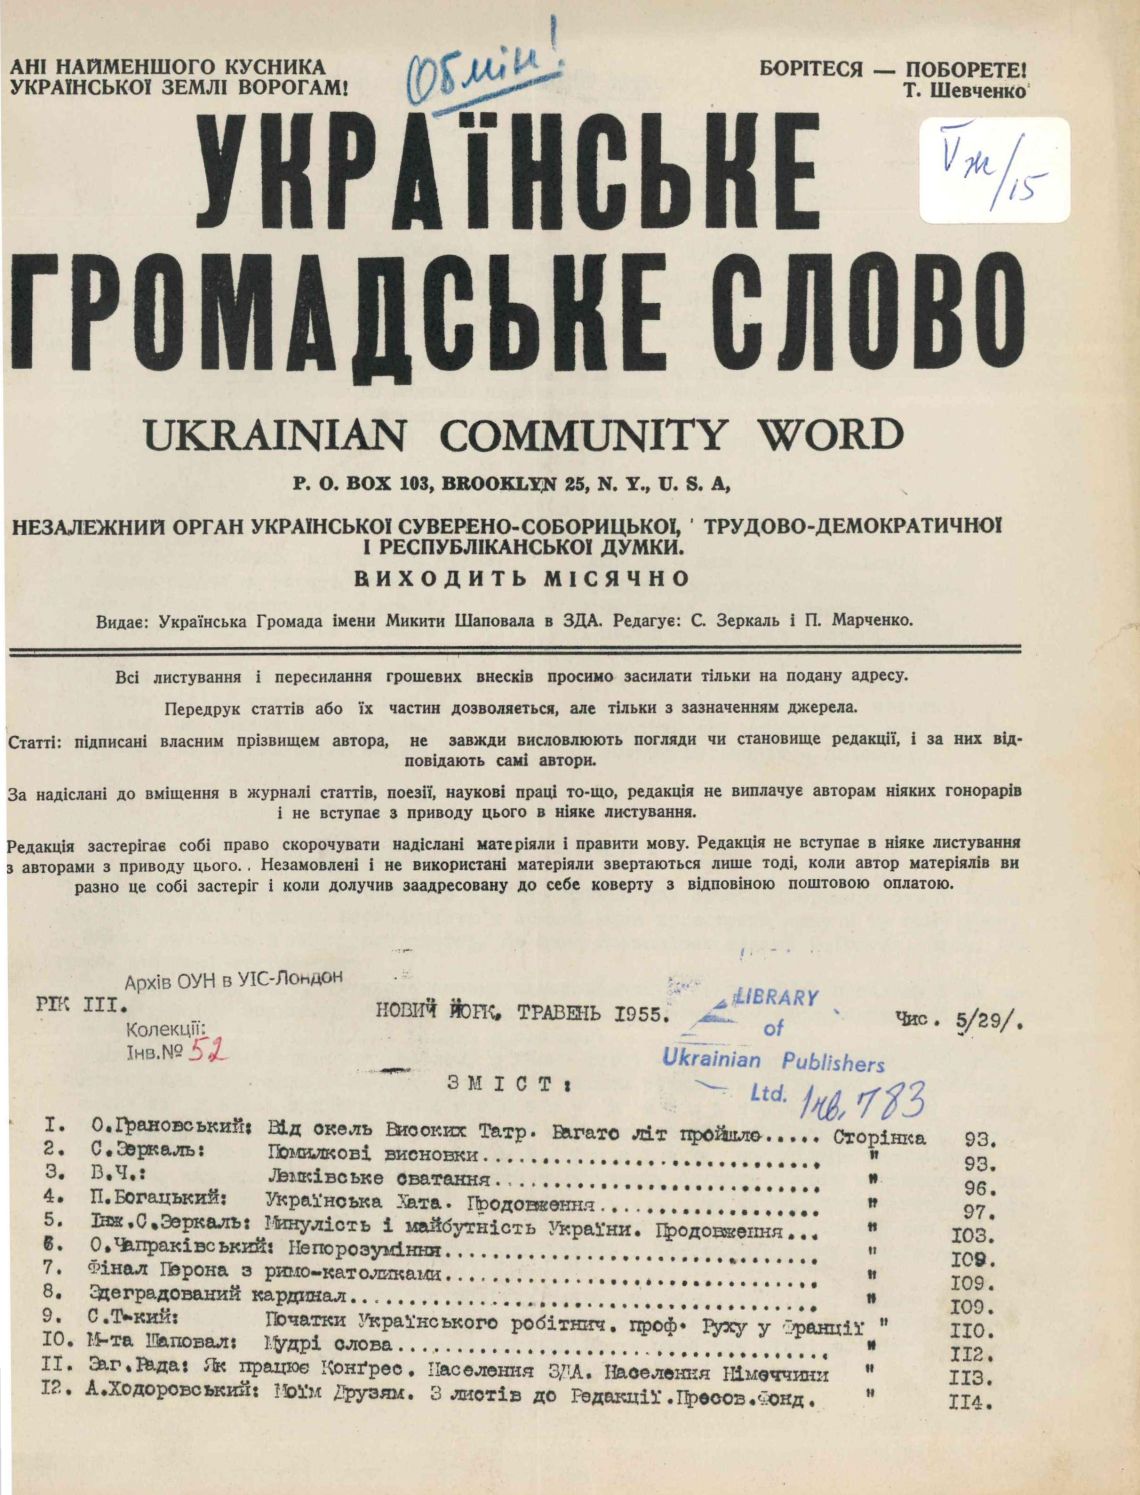 Обмін!
АНІ НАЙМЕНШОГО КУСНИКА
УКРАЇНСЬКОЇ ЗЕМЛІ ВОРОГАМ!
БОРІТЕСЯ — ПОБОРЕТЕ!
Т. Шевченко
V ж/15
УКРАЇНСЬКЕ
ГРОМАДСЬКЕ СЛОВО
UKRAINIAN COMMUNITY WORD
P. O. BOX 103, BROOKLYN 25, N. Y., U. S. A,
НЕЗАЛЕЖНИЙ ОРГАН УКРАЇНСЬКОЇ СУВЕРЕНО-СОБОРИЦЬКОЇ, ТРУДОВО-ДЕМОКРАТИЧНОЇ
І РЕСПУБЛІКАНСЬКОЇ ДУМКИ.
ВИХОДИТЬ МІСЯЧНО
Видає: Українська Громада імени Микити Шаповала в ЗДА. Редагує: С. Зеркаль і П. Марченко.
Всі листування і пересилання грошевих внесків просимо засилати тільки на подану адресу.
Передрук статтів або їх частин дозволяється, але тільки з зазначенням джерела.
Статті: підписані власним прізвищем автора, не завжди висловлюють погляди чи становище редакції, і за них від-
повідають самі автори.
За надіслані до вміщення в журналі статтів, поезії, наукові праці то-що, редакція не виплачує авторам ніяких гонорарів
і не вступає з приводу цього в ніяке листування.
Редакція застерігає собі право скорочувати надіслані матеріяли і правити мову. Редакція не вступає в ніяке листування
з авторами з приводу цього.. Незамовлені і не використані матеріяли звертаються лише тоді, коли автор матеріялів ви
разно це собі застеріг і коли долучив заадресовану до себе коверту з відповіною поштовою оплатою.
Архів ОУН в УІС-Лондон
Колекції:
Інв.№ 52
РІК III.
НОВИЙ ЙОРК, ТРАВЕНЬ 1955.
LIBRARY
of
Ukrainian Publishers
Ltd. Інв. 783
Чис. 5/29/.
ЗМІСТ:
1. О.Грановський: Від окель Високих Татр. Багато літ пройшло..... Сторінка 93.
2. С.Зеркаль: Помилкові висновки.............................. " 93.
3. В.Ч.: Лемківське сватання............................. " 96.
4. П.Богацький: Українська Хата. Продовження.................. " 97.
5. Інж.С.Зеркаль: Минулість і майбутність України. Продовження... " 103.
6. О.Чапраківський: Непорозуміння.............................. " 109.
7. Фінал Перона з римо-католиками.............................. " 109.
8. Здеградований кардинал...................................... " 109.
9. С.Т-кий: Початки Українського робітнич. проф. Руху у Франції " 110.
10. М-та Шаповал: Мудрі слова.................................. " 112.
11. Заг.Рада: Як працює Конґрес. Населення ЗДА. Населення Німеччини " 113.
12. А.Ходоровський: Моїм Друзям. З листів до Редакції.Пресов.Фонд. " 114.